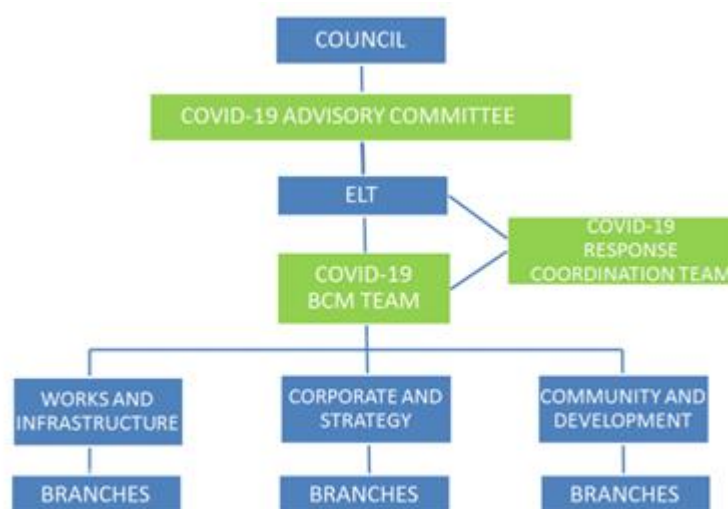 COUNCIL
COVID-19 ADVISORY COMMITTEE
ELT
COVID-19
RESPONSE
COORDINATION TEAM
COVID-19
BCM TEAM
WORKS AND
INFRASTRUCTURE
CORPORATE AND
STRATEGY
COMMUNITY AND
DEVELOPMENT
BRANCHES
BRANCHES
BRANCHES